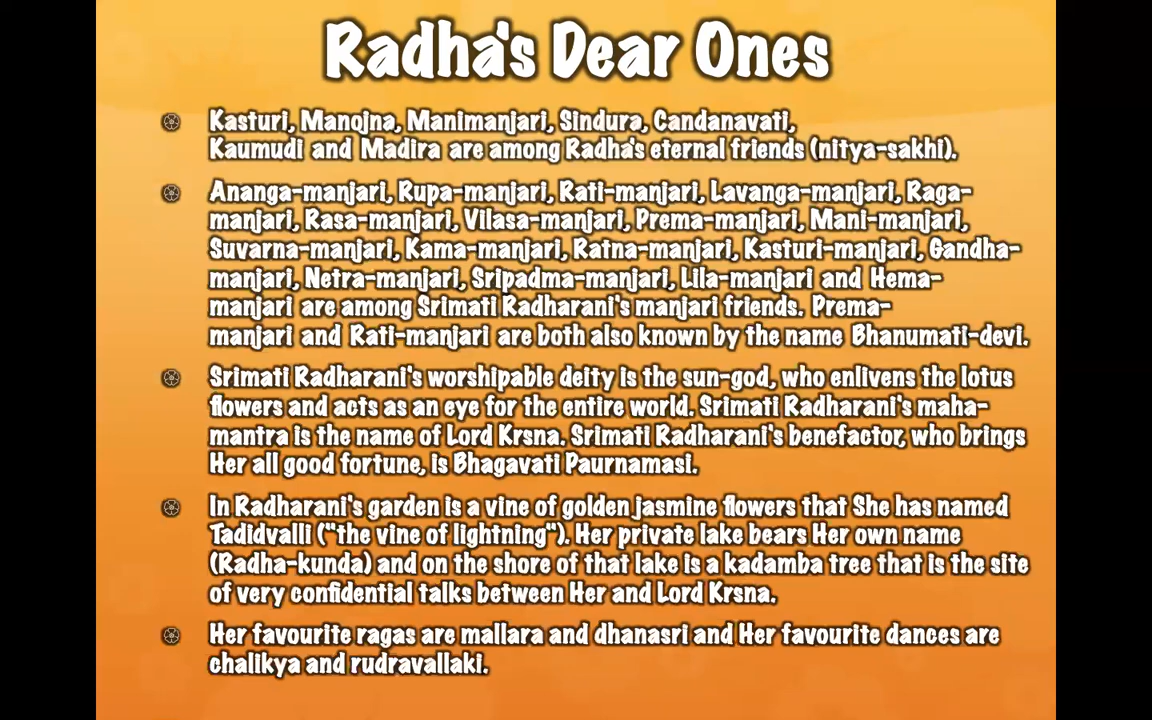 Radha's Dear Ones
Kasturi, Manojna, Manimanjari, Sindura, Candanavati,
Kaumudi and Madira are among Radha's eternal friends (nitya-sakhi).
Ananga-manjari, Rupa-manjari, Rati-manjari, Lavanga-manjari, Raga-
manjari, Rasa-manjari, Vilasa-manjari, Prema-manjari, Mani-manjari,
Suvarna-manjari, Kama-manjari, Ratna-manjari, Kasturi-manjari, Gandha-
manjari, Netra-manjari, Sripadma-manjari, Lila-manjari and Hema-
manjari are among Srimati Radharani's manjari friends. Prema-
manjari and Rati-manjari are both also known by the name Bhanumati-devi.
Srimati Radharani's worshipable deity is the sun-god, who enlivens the lotus
flowers and acts as an eye for the entire world. Srimati Radharani's maha-
mantra is the name of Lord Krsna. Srimati Radharani's benefactor, who brings
Her all good fortune, is Bhagavati Paurnamasi.
In Radharani's garden is a vine of golden jasmine flowers that She has named
Tadidvalli ("the vine of lightning"). Her private lake bears Her own name
(Radha-kunda) and on the shore of that lake is a kadamba tree that is the site
of very confidential talks between Her and Lord Krsna.
Her favourite ragas are mallara and dhanasri and Her favourite dances are
chalikya and rudravallaki.